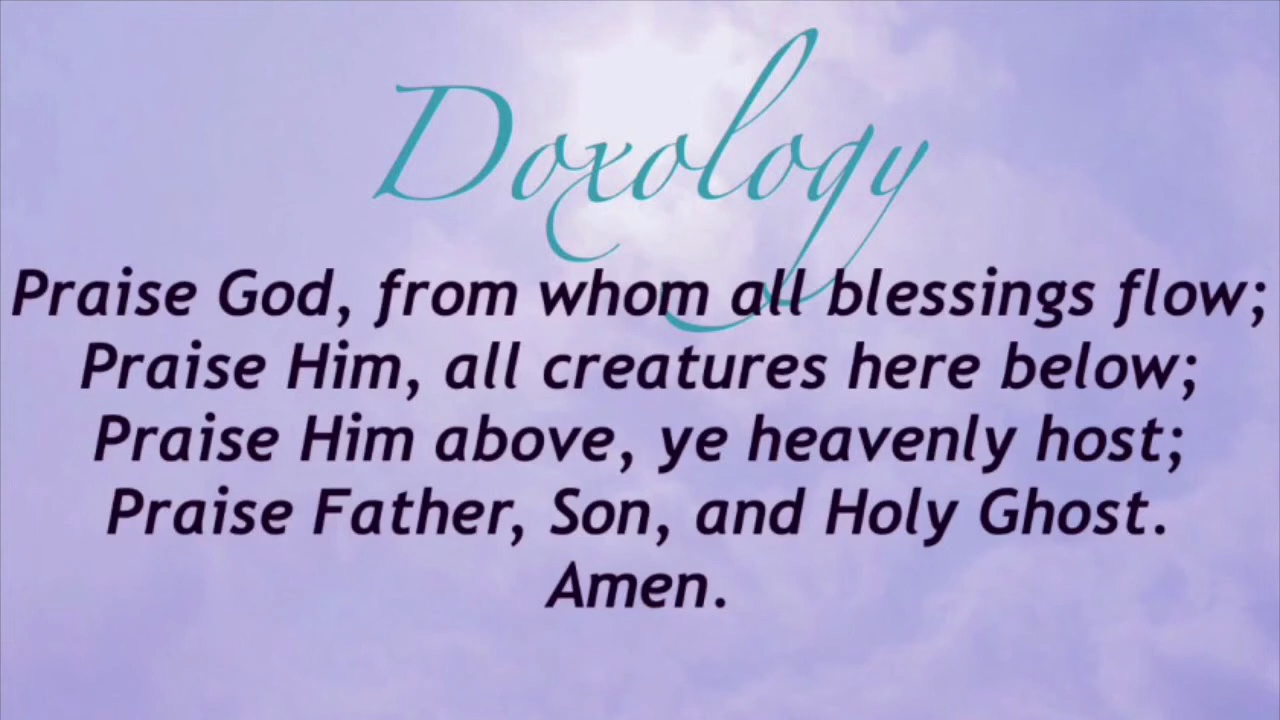 Doxology
Praise God, from whom all blessings flow;
Praise Him, all creatures here below;
Praise Him above, ye heavenly host;
Praise Father, Son, and Holy Ghost.
Amen.